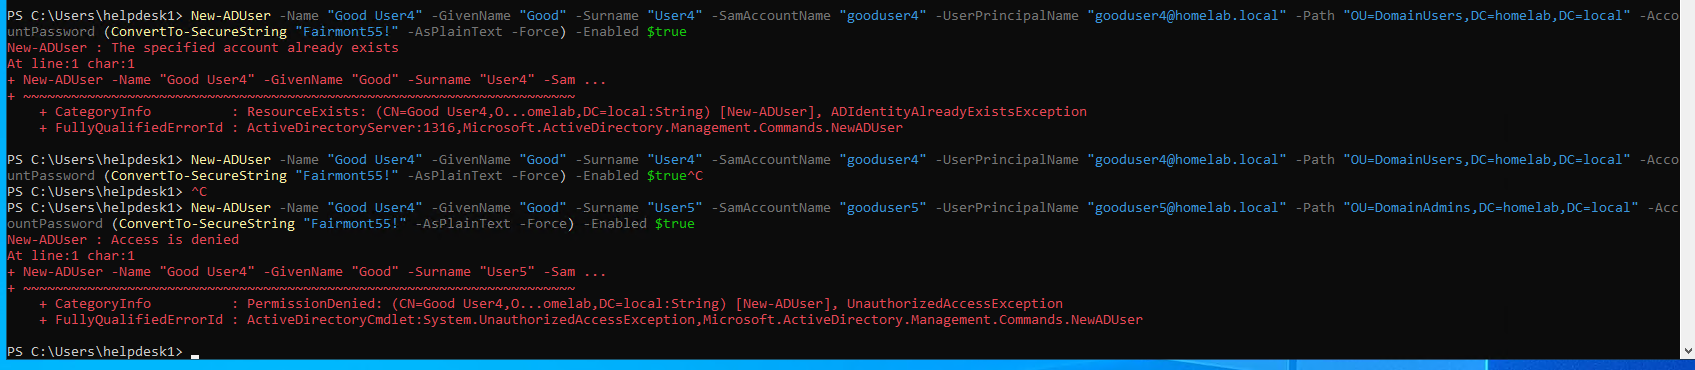 PS C:\Users\helpdesk1> New-ADUser -Name "Good User4" -GivenName "Good" -Surname "User4" -SamAccountName "gooduser4" -UserPrincipalName "gooduser4@homelab.local" -Path "OU=DomainUsers,DC=homelab,DC=local" -Acco
untPassword (ConvertTo-SecureString "Fairmont55!" -AsPlainText -Force) -Enabled $true
New-ADUser : The specified account already exists
At line:1 char:1
+ New-ADUser -Name "Good User4" -GivenName "Good" -Surname "User4" -Sam ...
+ ~~~~~~~~~~~~~~~~~~~~~~~~~~~~~~~~~~~~~~~~~~~~~~~~~~~~~~~~~~~~~~~~~~~~~
    + CategoryInfo          : ResourceExists: (CN=Good User4,O...omelab,DC=local:String) [New-ADUser], ADIdentityAlreadyExistsException
    + FullyQualifiedErrorId : ActiveDirectoryServer:1316,Microsoft.ActiveDirectory.Management.Commands.NewADUser
PS C:\Users\helpdesk1> New-ADUser -Name "Good User4" -GivenName "Good" -Surname "User4" -SamAccountName "gooduser4" -UserPrincipalName "gooduser4@homelab.local" -Path "OU=DomainUsers,DC=homelab,DC=local" -Acco
untPassword (ConvertTo-SecureString "Fairmont55!" -AsPlainText -Force) -Enabled $true^C
PS C:\Users\helpdesk1> ^C
PS C:\Users\helpdesk1> New-ADUser -Name "Good User4" -GivenName "Good" -Surname "User5" -SamAccountName "gooduser5" -UserPrincipalName "gooduser5@homelab.local" -Path "OU=DomainAdmins,DC=homelab,DC=local" -Acc
ountPassword (ConvertTo-SecureString "Fairmont55!" -AsPlainText -Force) -Enabled $true
New-ADUser : Access is denied
At line:1 char:1
+ New-ADUser -Name "Good User4" -GivenName "Good" -Surname "User5" -Sam ...
+ ~~~~~~~~~~~~~~~~~~~~~~~~~~~~~~~~~~~~~~~~~~~~~~~~~~~~~~~~~~~~~~~~~~~~~
    + CategoryInfo          : PermissionDenied: (CN=Good User4,O...omelab,DC=local:String) [New-ADUser], UnauthorizedAccessException
    + FullyQualifiedErrorId : ActiveDirectoryCmdlet:System.UnauthorizedAccessException,Microsoft.ActiveDirectory.Management.Commands.NewADUser
PS C:\Users\helpdesk1>